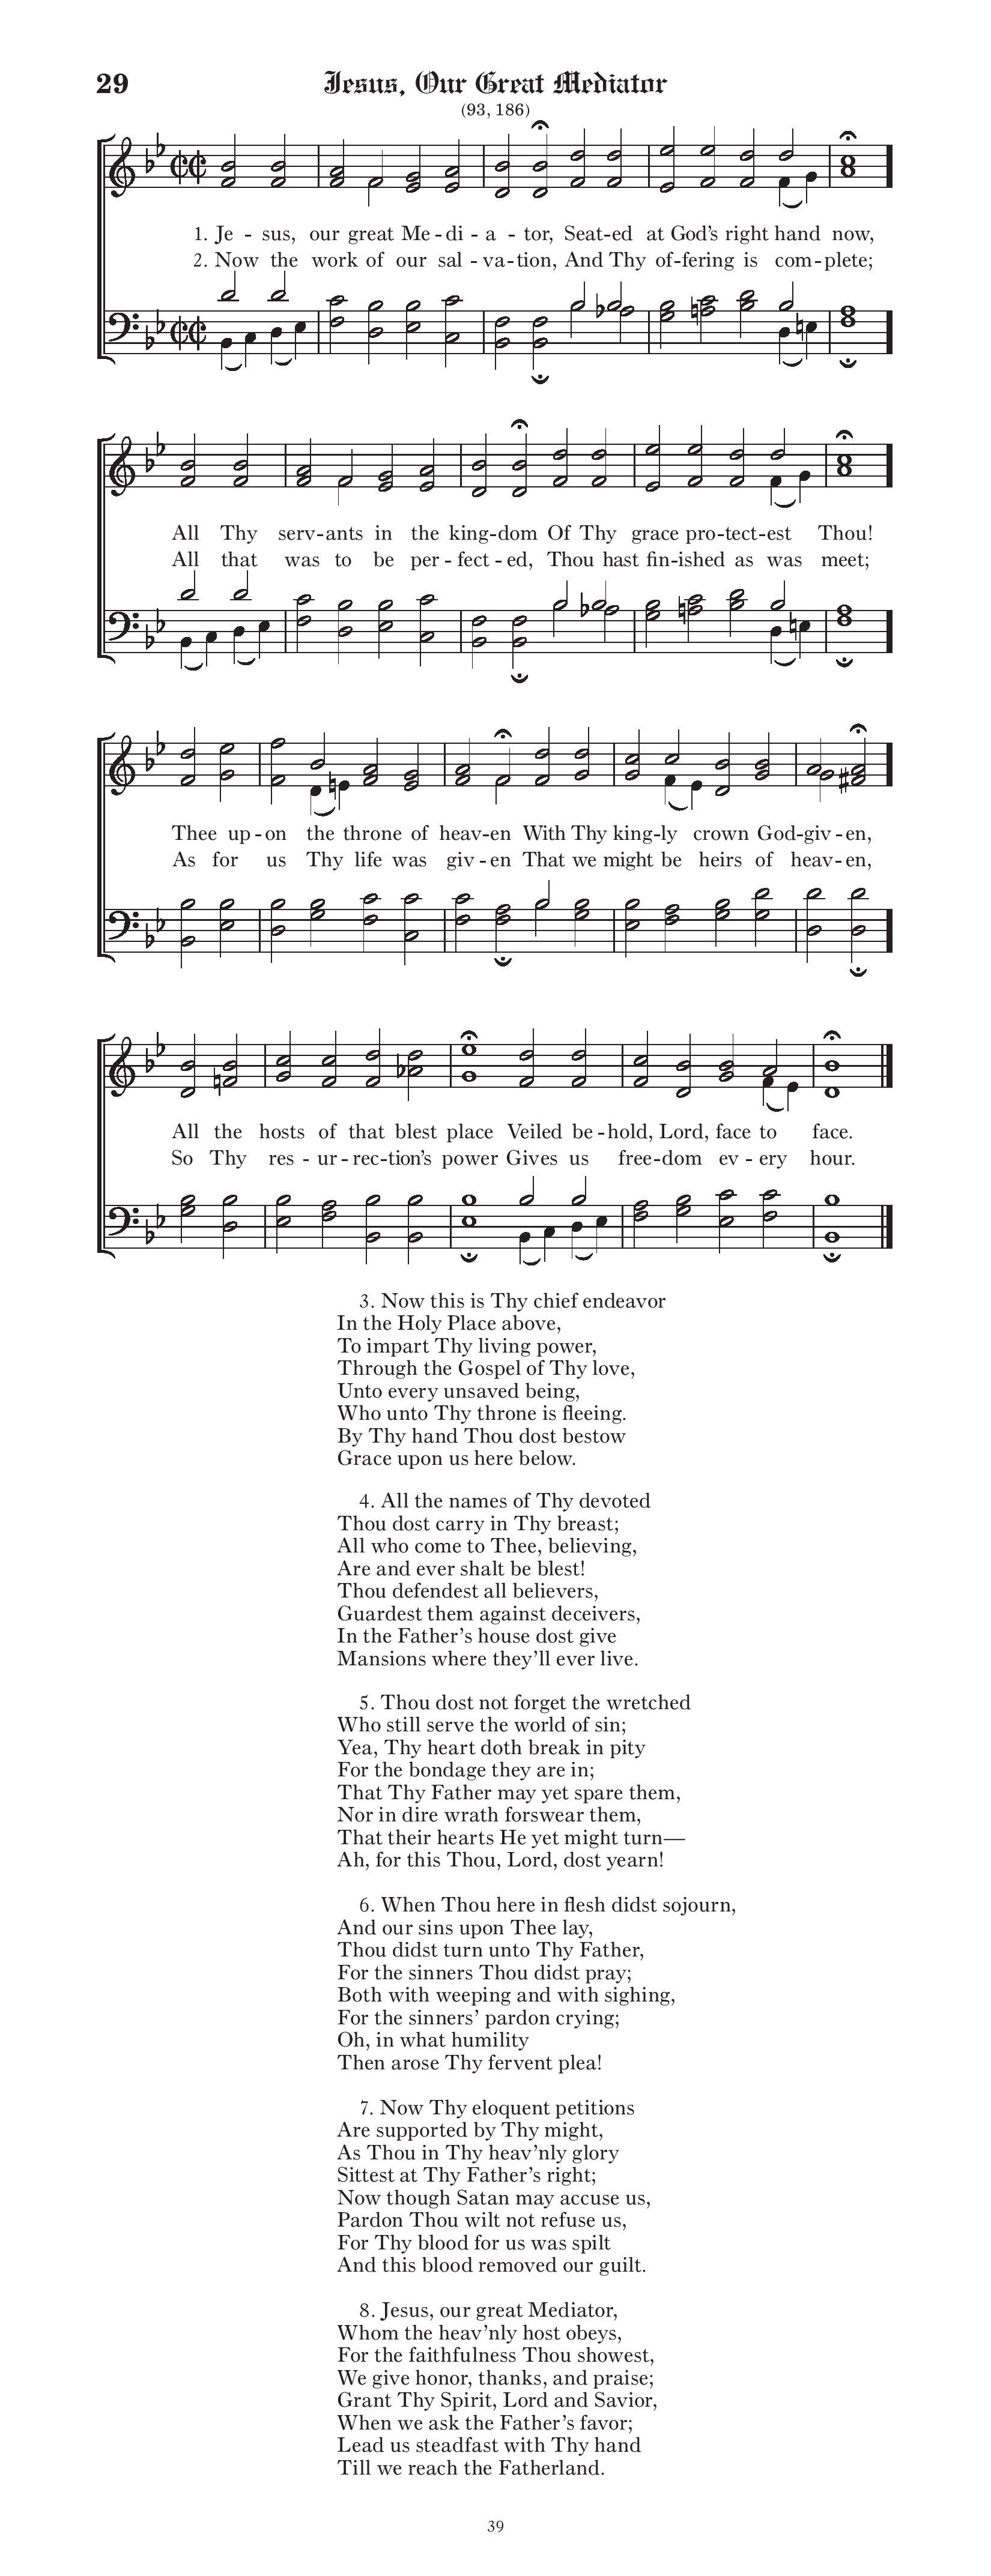 29 Jesus, Our Great Mediator
(93, 186)
1. Je - sus, our great Me - di - a - tor, Seat-ed at God’s right hand now,
2. Now the work of our sal - va - tion, And Thy of-fering is com - plete;
All Thy serv-ants in the king-dom Of Thy grace pro-tect-est Thou!
All that was to be per - fect - ed, Thou hast fin-ished as was meet;
Thee up - on the throne of heav-en With Thy king-ly crown God-giv - en,
As for us Thy life was giv - en That we might be heirs of heav - en,
All the hosts of that blest place Veiled be - hold, Lord, face to face.
So Thy res - ur - rec-tion’s power Gives us free-dom ev - ery hour.
3. Now this is Thy chief endeavor
In the Holy Place above,
To impart Thy living power,
Through the Gospel of Thy love,
Unto every unsaved being,
Who unto Thy throne is fleeing.
By Thy hand Thou dost bestow
Grace upon us here below.
4. All the names of Thy devoted
Thou dost carry in Thy breast;
All who come to Thee, believing,
Are and ever shalt be blest!
Thou defendest all believers,
Guardest them against deceivers,
In the Father’s house dost give
Mansions where they’ll ever live.
5. Thou dost not forget the wretched
Who still serve the world of sin;
Yea, Thy heart doth break in pity
For the bondage they are in;
That Thy Father may yet spare them,
Nor in dire wrath forswear them,
That their hearts He yet might turn—
Ah, for this Thou, Lord, dost yearn!
6. When Thou here in flesh didst sojourn,
And our sins upon Thee lay,
Thou didst turn unto Thy Father,
For the sinners Thou didst pray;
Both with weeping and with sighing,
For the sinners’ pardon crying;
Oh, in what humility
Then arose Thy fervent plea!
7. Now Thy eloquent petitions
Are supported by Thy might,
As Thou in Thy heav’nly glory
Sittest at Thy Father’s right;
Now though Satan may accuse us,
Pardon Thou wilt not refuse us,
For Thy blood for us was spilt
And this blood removed our guilt.
8. Jesus, our great Mediator,
Whom the heav’nly host obeys,
For the faithfulness Thou showest,
We give honor, thanks, and praise;
Grant Thy Spirit, Lord and Savior,
When we ask the Father’s favor;
Lead us steadfast with Thy hand
Till we reach the Fatherland.
39